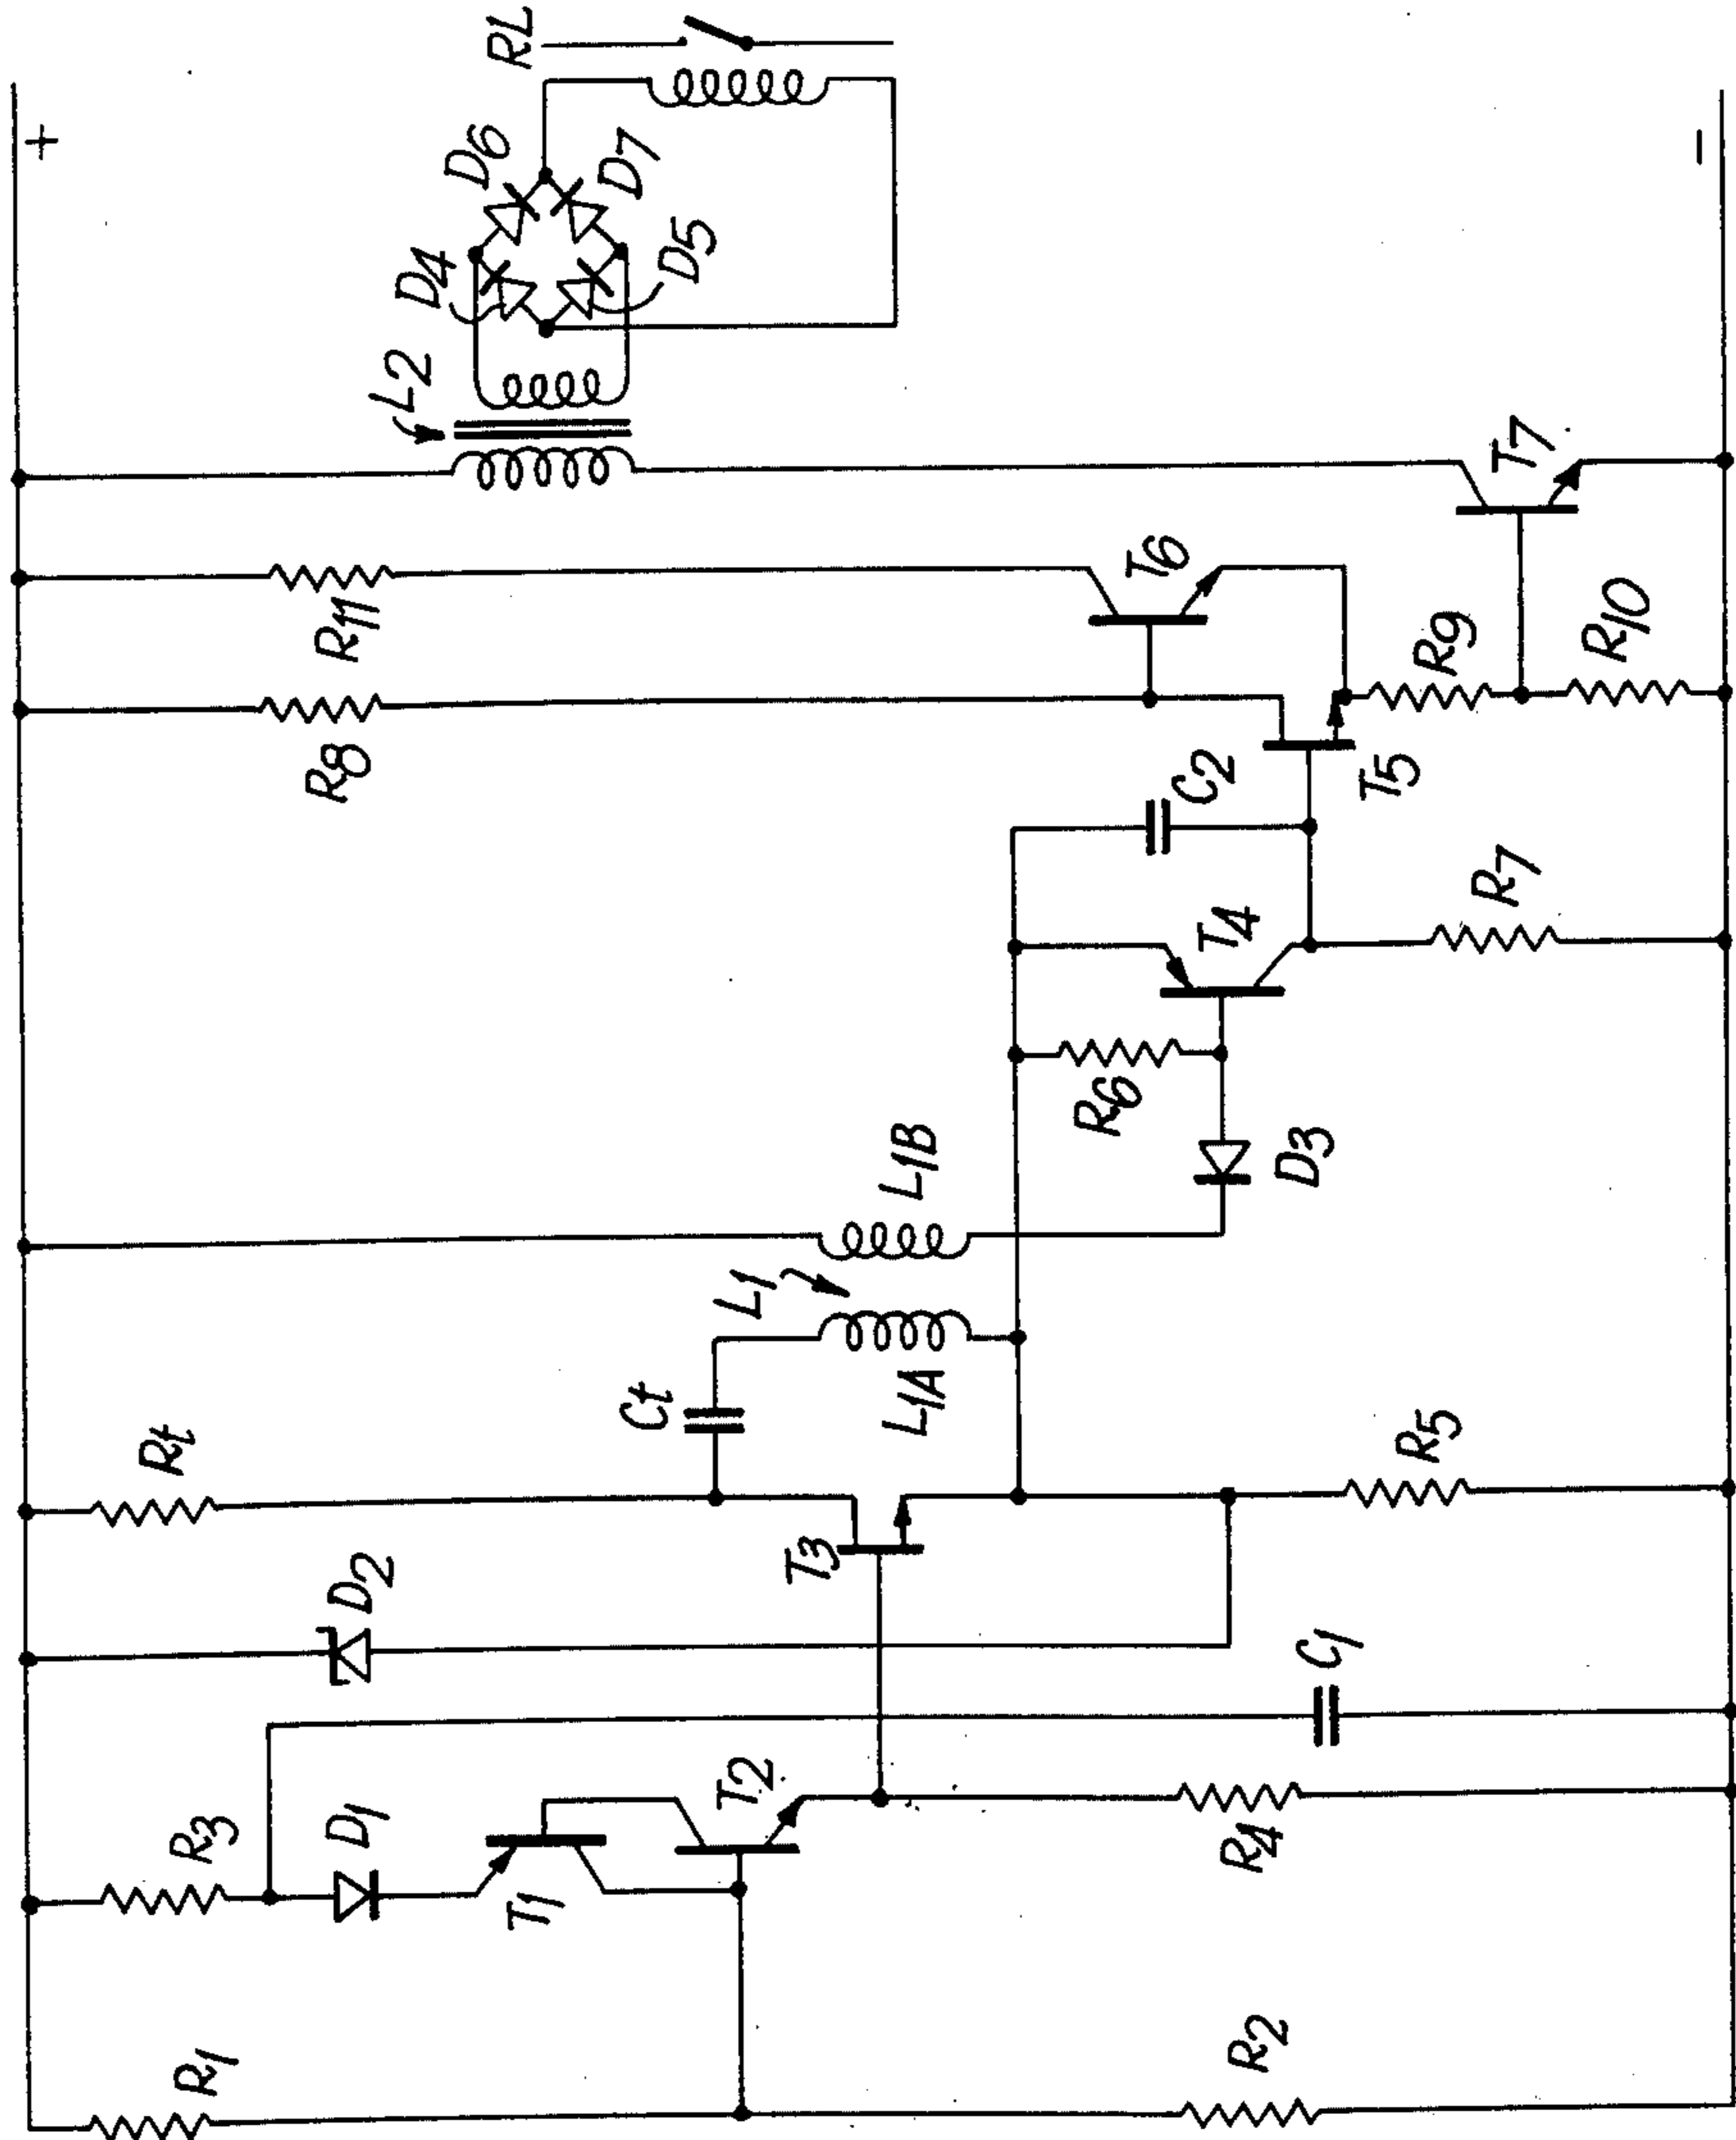 +
RL
D6
D7
D4
D5
L2
R11
R8
T6
T7
R9
R10
C2
T5
T4
R7
R6
D3
L1B
L1
L1A
Ct
Rt
R5
T3
D2
C1
R3
D1
T2
T1
R4
R1
R2
−